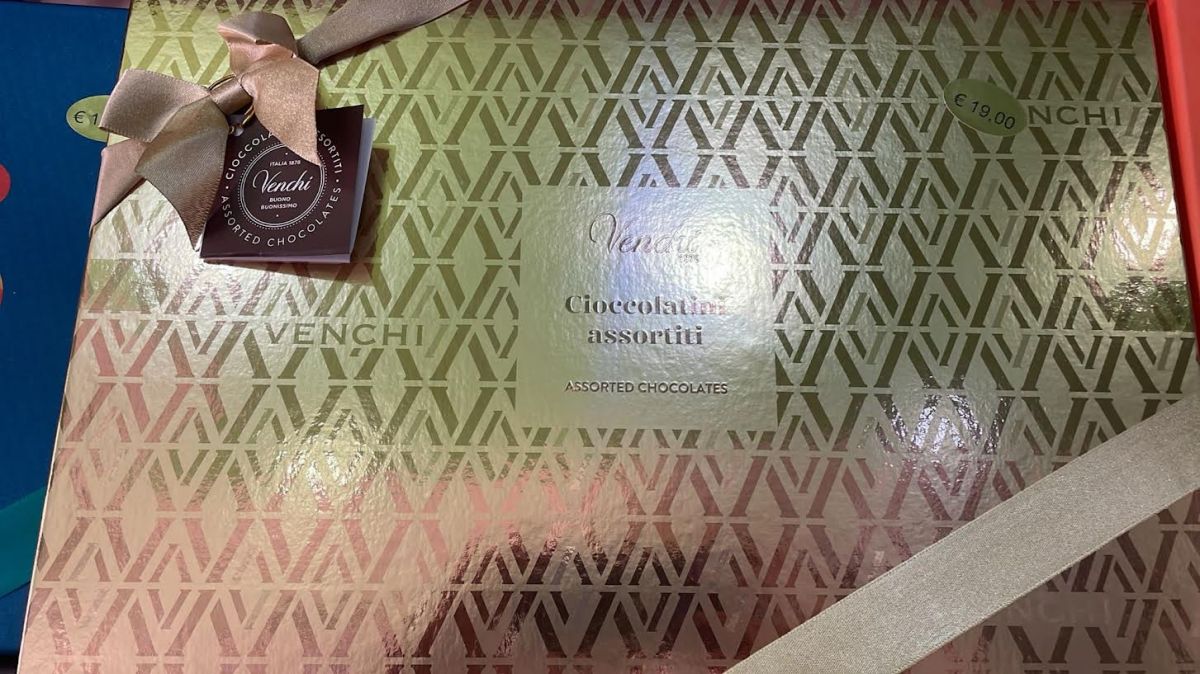 € 19,00
VENCHI
CIOCCOLATINI ASSORTITI
ITALIA 1878
Venchi
BUONO
BUONISSIMO
ASSORTED CHOCOLATES
Venchi
1878
Cioccolatini
assortiti
ASSORTED CHOCOLATES
VENCHI